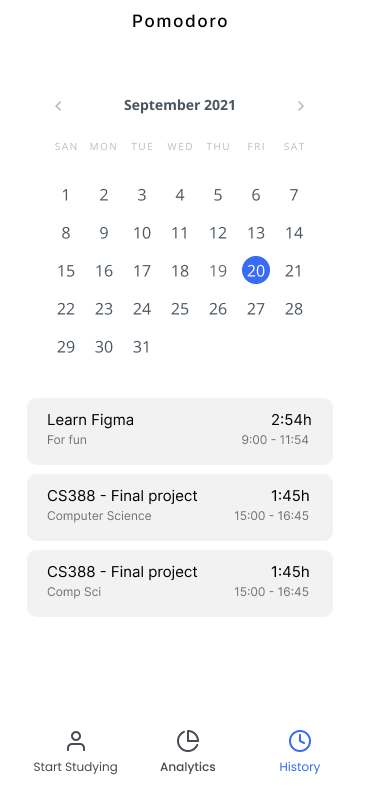 Pomodoro
September 2021
SAN MON TUE WED THU FRI SAT
1 2 3 4 5 6 7
8 9 10 11 12 13 14
15 16 17 18 19 20 21
22 23 24 25 26 27 28
29 30 31
Learn Figma 2:54h
For fun 9:00 - 11:54
CS388 - Final project 1:45h
Computer Science 15:00 - 16:45
CS388 - Final project 1:45h
Comp Sci 15:00 - 16:45
Start Studying Analytics History